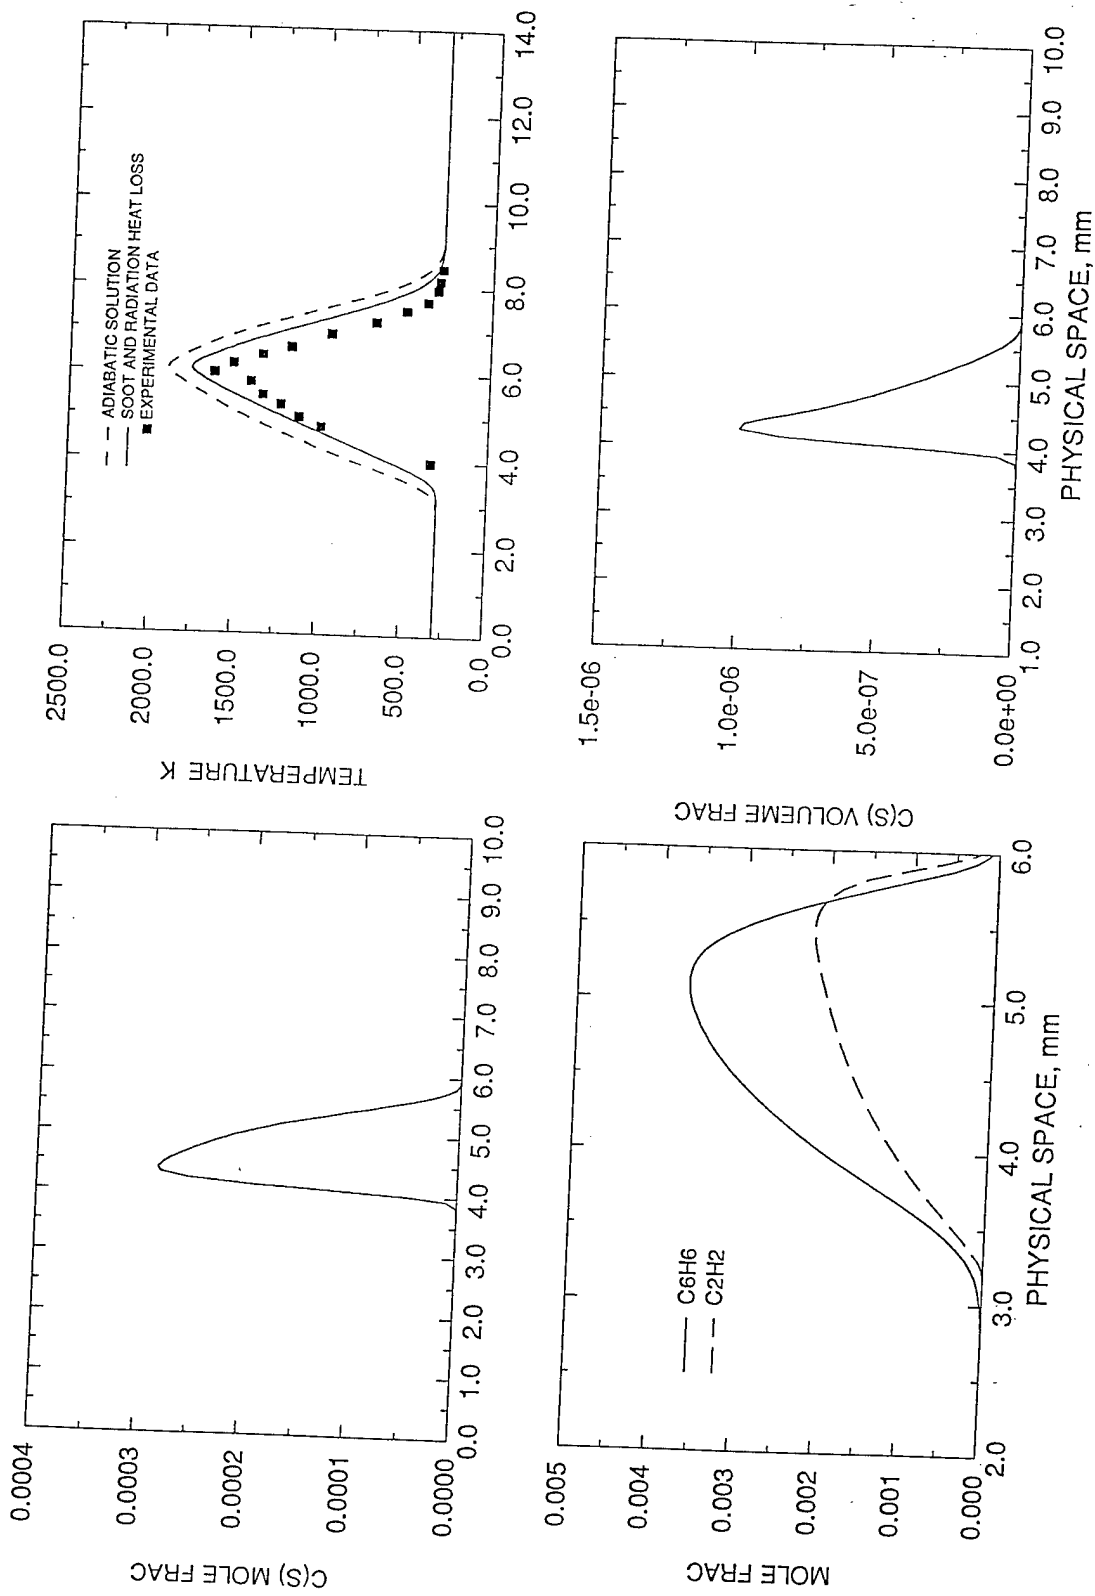 C(S) MOLE FRAC
0.0004
0.0003
0.0002
0.0001
0.0000
0.0 1.0 2.0 3.0 4.0 5.0 6.0 7.0 8.0 9.0 10.0
TEMPERATURE K
2500.0
2000.0
1500.0
1000.0
500.0
0.0
0.0 2.0 4.0 6.0 8.0 10.0 12.0 14.0
ADIABATIC SOLUTION
SOOT AND RADIATION HEAT LOSS
EXPERIMENTAL DATA
MOLE FRAC
0.005
0.004
0.003
0.002
0.001
0.000
2.0 3.0 4.0 5.0 6.0
PHYSICAL SPACE, mm
C6H6
C2H2
C(S) VOLUEME FRAC
1.5e-06
1.0e-06
5.0e-07
0.0e+00
1.0 2.0 3.0 4.0 5.0 6.0 7.0 8.0 9.0 10.0
PHYSICAL SPACE, mm